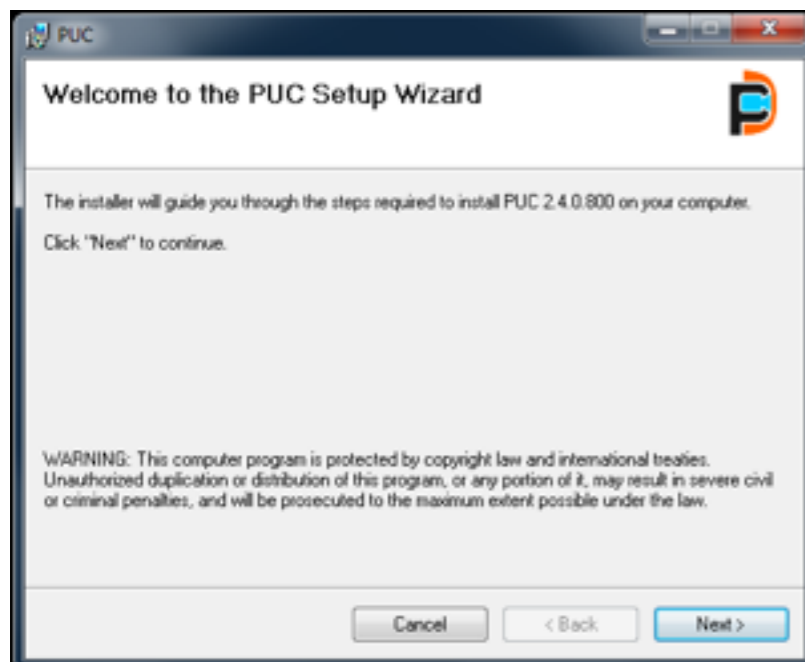 PUC
Welcome to the PUC Setup Wizard
The installer will guide you through the steps required to install PUC 2.4.0.800 on your computer.
Click "Next" to continue.
WARNING: This computer program is protected by copyright law and international treaties.
Unauthorized duplication or distribution of this program, or any portion of it, may result in severe civil
or criminal penalties, and will be prosecuted to the maximum extent possible under the law.
Cancel
< Back
Next >